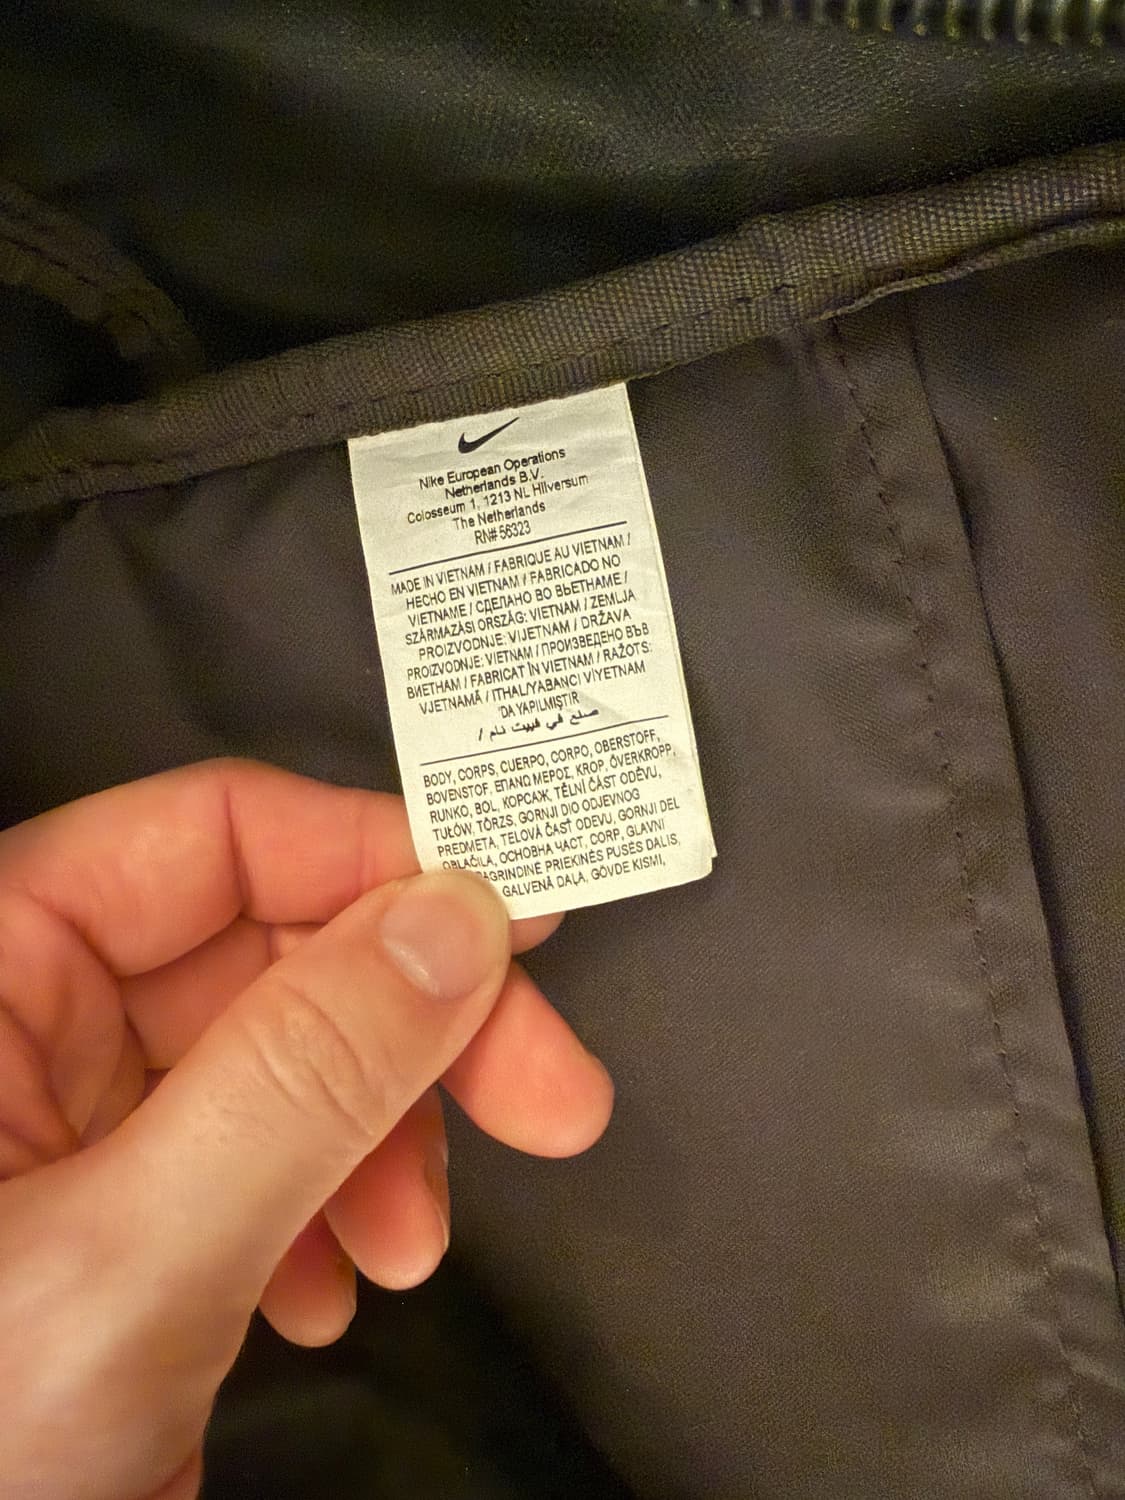 Nike European Operations
Netherlands B.V.
Colosseum 1, 1213 NL Hilversum
The Netherlands
RN# 56323
MADE IN VIETNAM / FABRIQUE AU VIETNAM /
HECHO EN VIETNAM / FABRICADO NO
VIETNAME / СДЕЛАНО ВО ВЬЕТНАМЕ /
SZÁRMAZÁSI ORSZÁG: VIETNAM / ZEMLJA
PROIZVODNJE: VIJETNAM / DRŽAVA
PROIZVODNJE: VIETNAM / ПРОИЗВЕДЕНО ВЪВ
ВИЕТНАМ / FABRICAT ÎN VIETNAM / RAŽOTS:
VJETNAMĀ / ITHAL/YABANCI VİYETNAM
'DA YAPILMIŞTIR
صنع في فييت نام /
BODY, CORPS, CUERPO, CORPO, OBERSTOFF,
BOVENSTOF, ΕΠΑΝΩ ΜΕΡΟΣ, KROP, ÖVERKROPP,
RUNKO, BOL, КОРСАЖ, TĚLNÍ ČÁST ODĚVU,
TUŁÓW, TÖRZS, GORNJI DIO ODJEVNOG
PREDMETA, TELOVÁ ČASŤ ODEVU, GORNJI DEL
OBLAČILA, ОСНОВНА ЧАСТ, CORP, GLAVNI
PRIEKINĖS PUSĖS DALIS,
GALVENĀ DAĻA, GÖVDE KISMI,